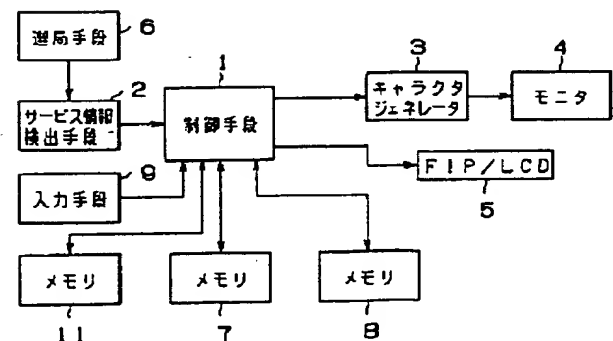 選局手段
6
サービス情報
検出手段
2
制御手段
1
キャラクタ
ジェネレータ
3
モニタ
4
FIP/LCD
5
入力手段
9
メモリ
11
メモリ
7
メモリ
8